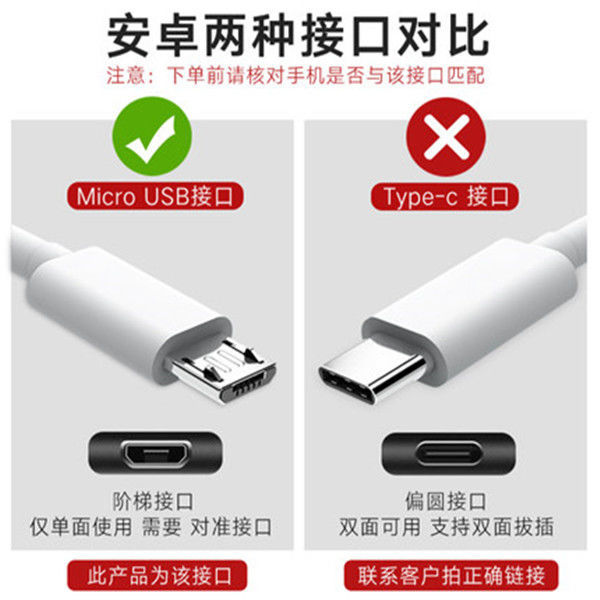 安卓两种接口对比
注意：下单前请核对手机是否与该接口匹配
Micro USB接口
Type-c 接口
阶梯接口
仅单面使用 需要 对准接口
偏圆接口
双面可用 支持双面拔插
此产品为该接口
联系客户拍正确链接